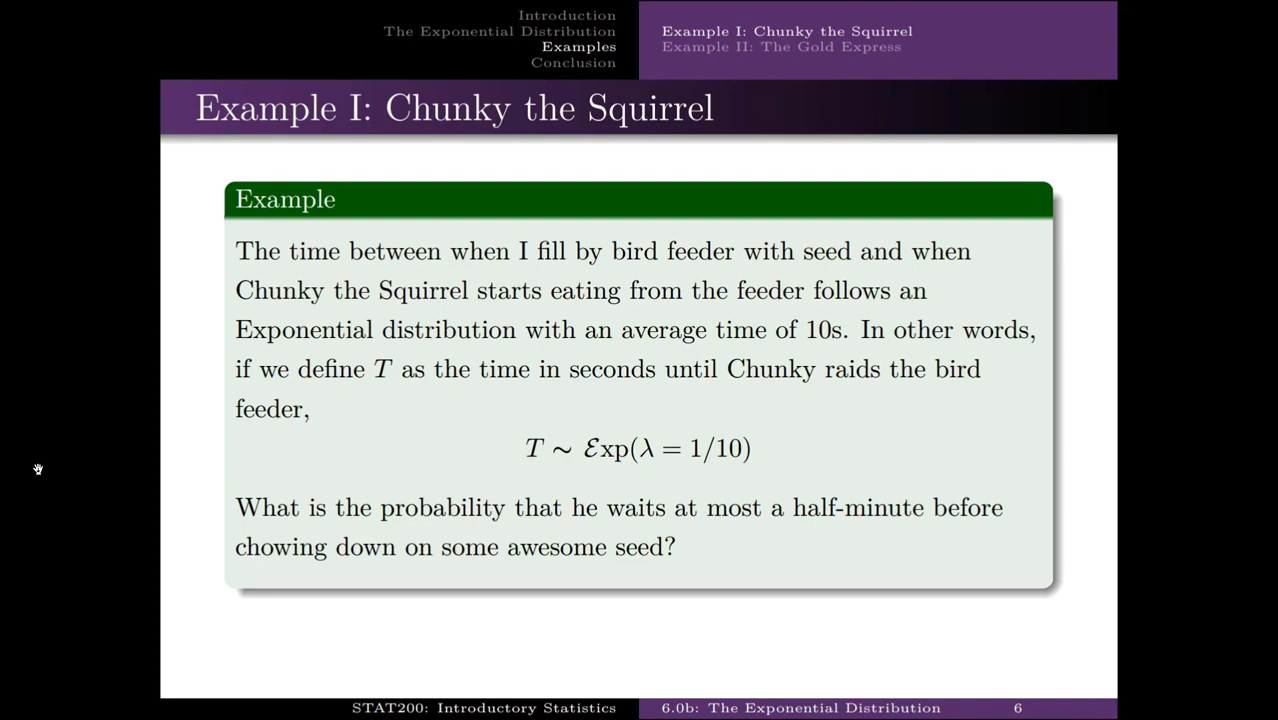 Introduction
The Exponential Distribution
Examples
Conclusion
Example I: Chunky the Squirrel
Example II: The Gold Express
Example I: Chunky the Squirrel
Example
The time between when I fill by bird feeder with seed and when
Chunky the Squirrel starts eating from the feeder follows an
Exponential distribution with an average time of 10s. In other words,
if we define T as the time in seconds until Chunky raids the bird
feeder,
T ∼ ℰxp(λ = 1/10)
What is the probability that he waits at most a half-minute before
chowing down on some awesome seed?
STAT200: Introductory Statistics
6.0b: The Exponential Distribution
6